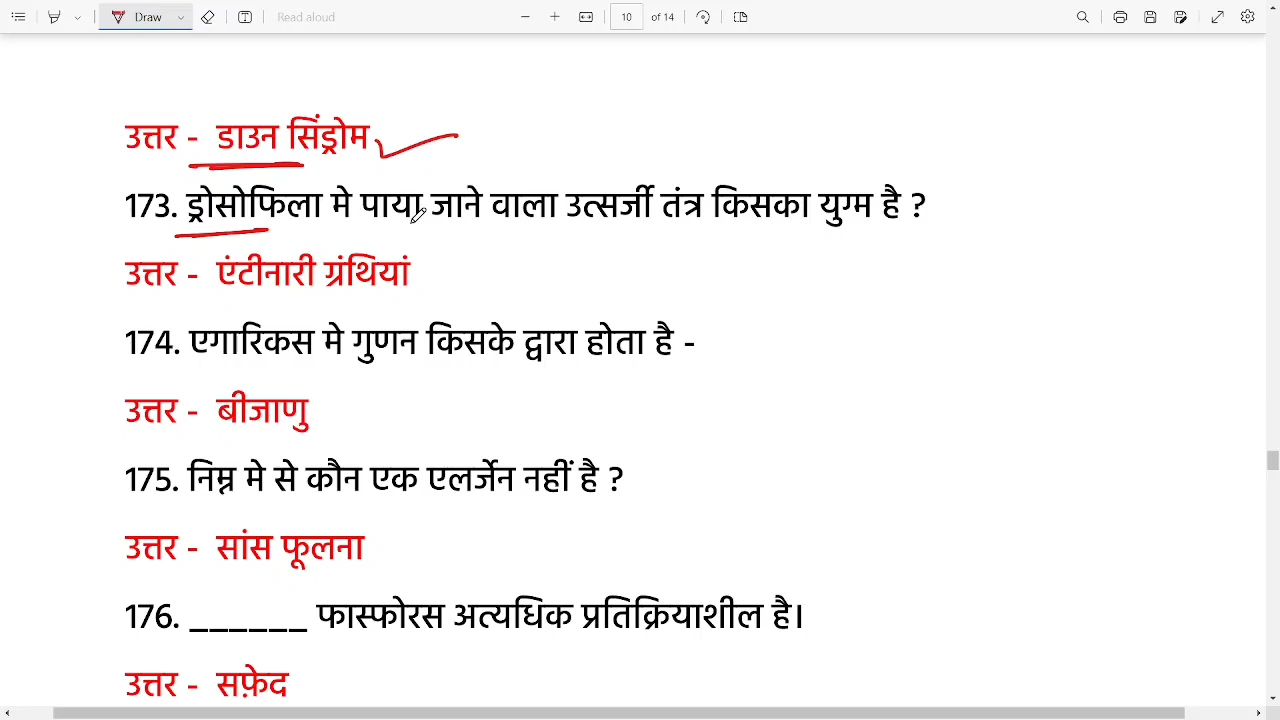 Draw
Read aloud
10 of 14
उत्तर - डाउन सिंड्रोम
173. ड्रोसोफिला मे पाया जाने वाला उत्सर्जी तंत्र किसका युग्म है ?
उत्तर - एंटीनारी ग्रंथियां
174. एगारिकस मे गुणन किसके द्वारा होता है -
उत्तर - बीजाणु
175. निम्न मे से कौन एक एलर्जेन नहीं है ?
उत्तर - सांस फूलना
176. ______ फास्फोरस अत्यधिक प्रतिक्रियाशील है।
उत्तर - सफ़ेद